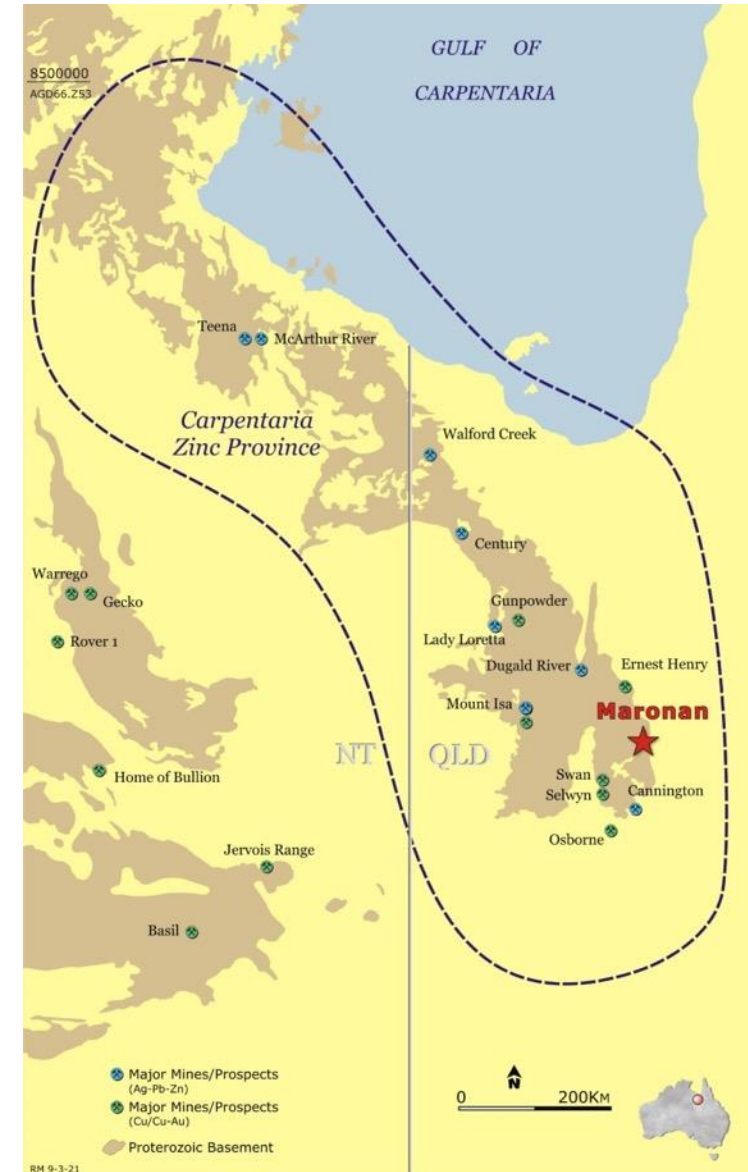 GULF OF
CARPENTARIA
8500000
AGD66.Z53
Teena
McArthur River
Carpentaria
Zinc Province
Walford Creek
Century
Warrego
Gecko
Gunpowder
Rover 1
Lady Loretta
Dugald River
Ernest Henry
Mount Isa
Maronan
NT
QLD
Home of Bullion
Swan
Selwyn
Cannington
Osborne
Jervois Range
Basil
Major Mines/Prospects
(Ag-Pb-Zn)
Major Mines/Prospects
(Cu/Cu-Au)
Proterozoic Basement
N
0 200KM
RM 9-3-21